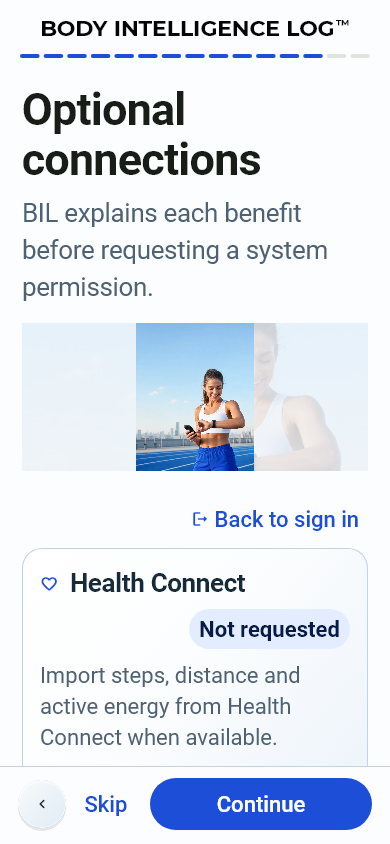 BODY INTELLIGENCE LOG™
Optional
connections
BIL explains each benefit
before requesting a system
permission.
Back to sign in
Health Connect
Not requested
Import steps, distance and
active energy from Health
Connect when available.
Skip
Continue